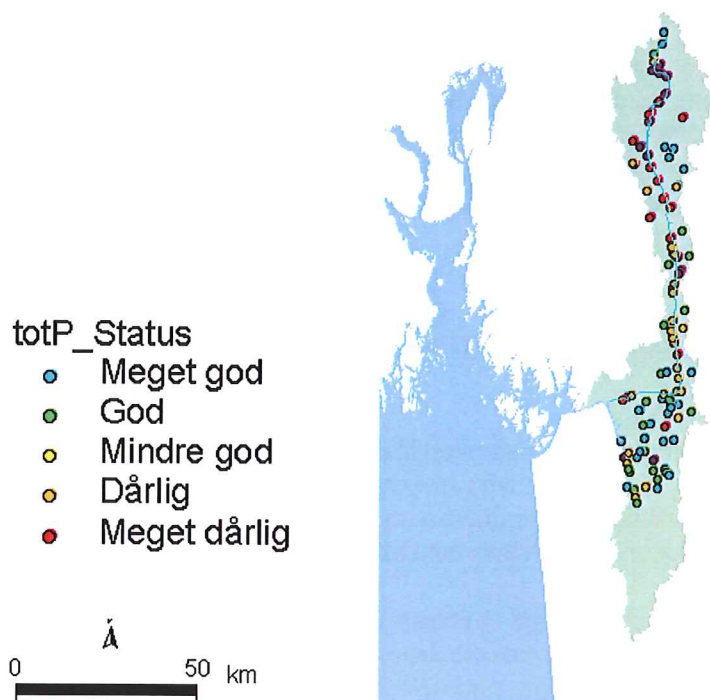 totP_Status
Meget god
God
Mindre god
Dårlig
Meget dårlig
0 50 km